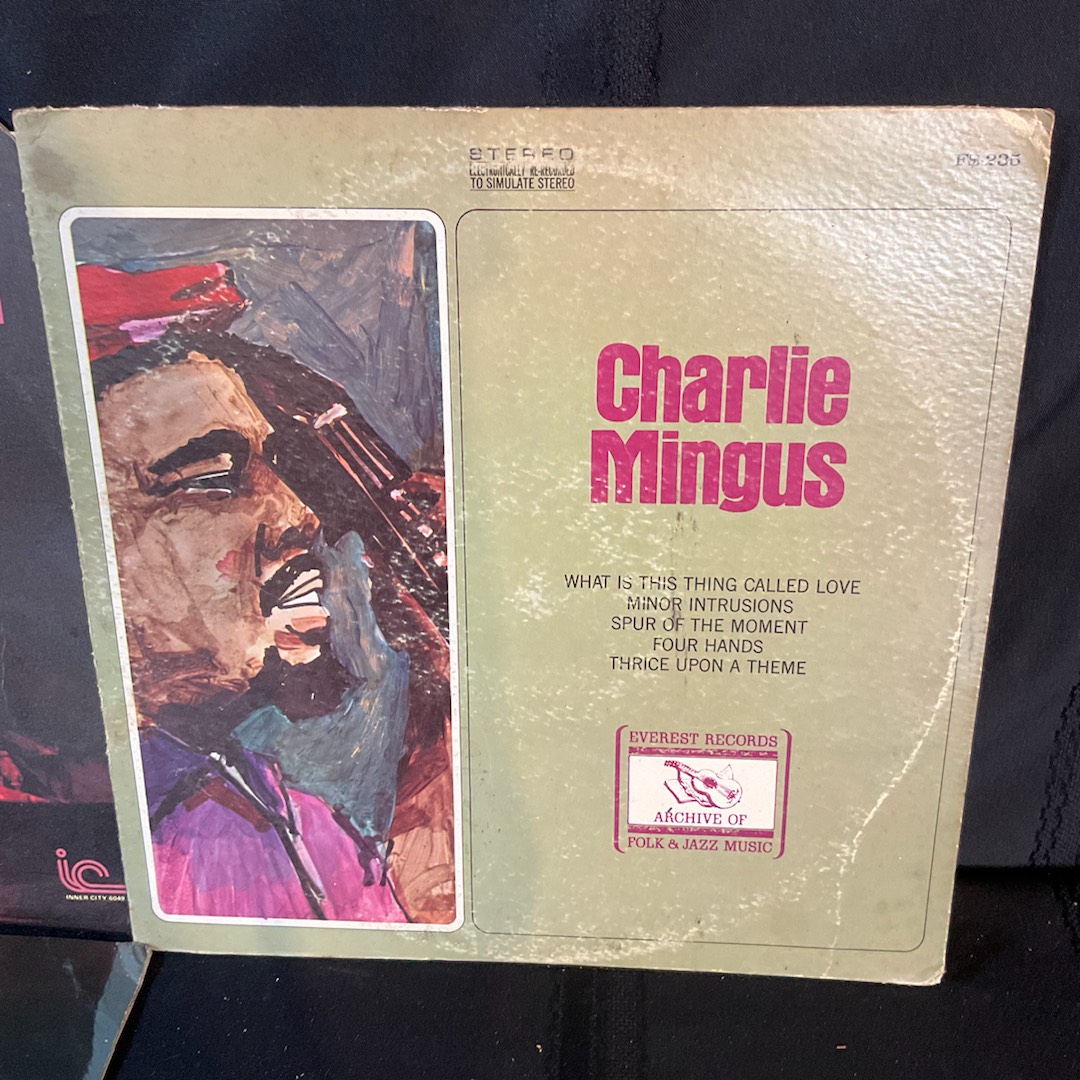 STEREO
ELECTRONICALLY RE-RECORDED
TO SIMULATE STEREO
FS 235
Charlie
Mingus
WHAT IS THIS THING CALLED LOVE
MINOR INTRUSIONS
SPUR OF THE MOMENT
FOUR HANDS
THRICE UPON A THEME
EVEREST RECORDS
ARCHIVE OF
FOLK & JAZZ MUSIC
ic
INNER CITY 6049